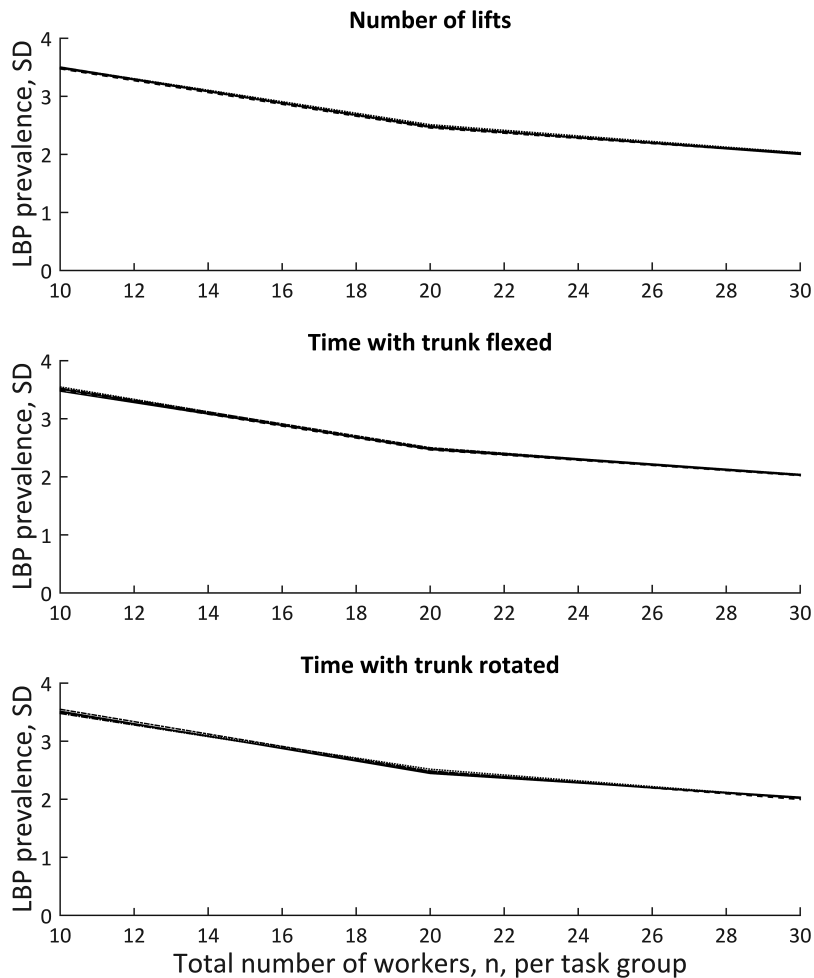 Number of lifts
LBP prevalence, SD
4
3
2
1
0
10 12 14 16 18 20 22 24 26 28 30
Time with trunk flexed
LBP prevalence, SD
4
3
2
1
0
10 12 14 16 18 20 22 24 26 28 30
Time with trunk rotated
LBP prevalence, SD
4
3
2
1
0
10 12 14 16 18 20 22 24 26 28 30
Total number of workers, n, per task group